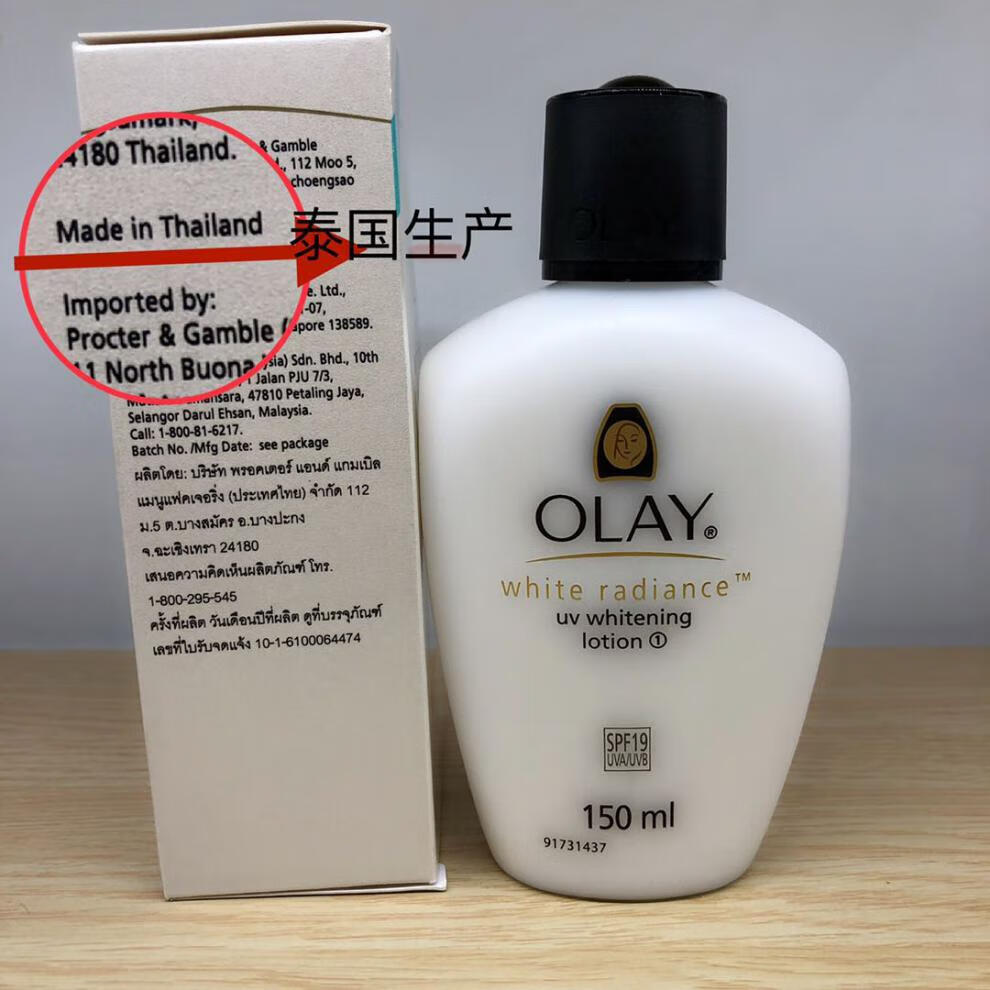 & Gamble
112 Moo 5,
choengsao
4180 Thailand.
Made in Thailand
泰国生产
Imported by:
Procter & Gamble
11 North Buona
e. Ltd.,
-07,
apore 138589.
sia) Sdn. Bhd., 10th
Jalan PJU 7/3,
47810 Petaling Jaya,
Selangor Darul Ehsan, Malaysia.
Call: 1-800-81-6217.
Batch No. /Mfg Date: see package
ผลิตโดย: บริษัท พรอคเตอร์ แอนด์ แกมเบิล
แมนูแฟคเจอริ่ง (ประเทศไทย) จำกัด 112
ม.5 ต.บางสมัคร อ.บางปะกง
จ.ฉะเชิงเทรา 24180
เสนอความคิดเห็นผลิตภัณฑ์ โทร.
1-800-295-545
ครั้งที่ผลิต วันเดือนปีที่ผลิต ดูที่บรรจุภัณฑ์
เลขที่ใบรับจดแจ้ง 10-1-6100064474
OLAY
OLAY®
white radiance™
uv whitening
lotion ①
SPF19
UVA/UVB
150 ml
91731437